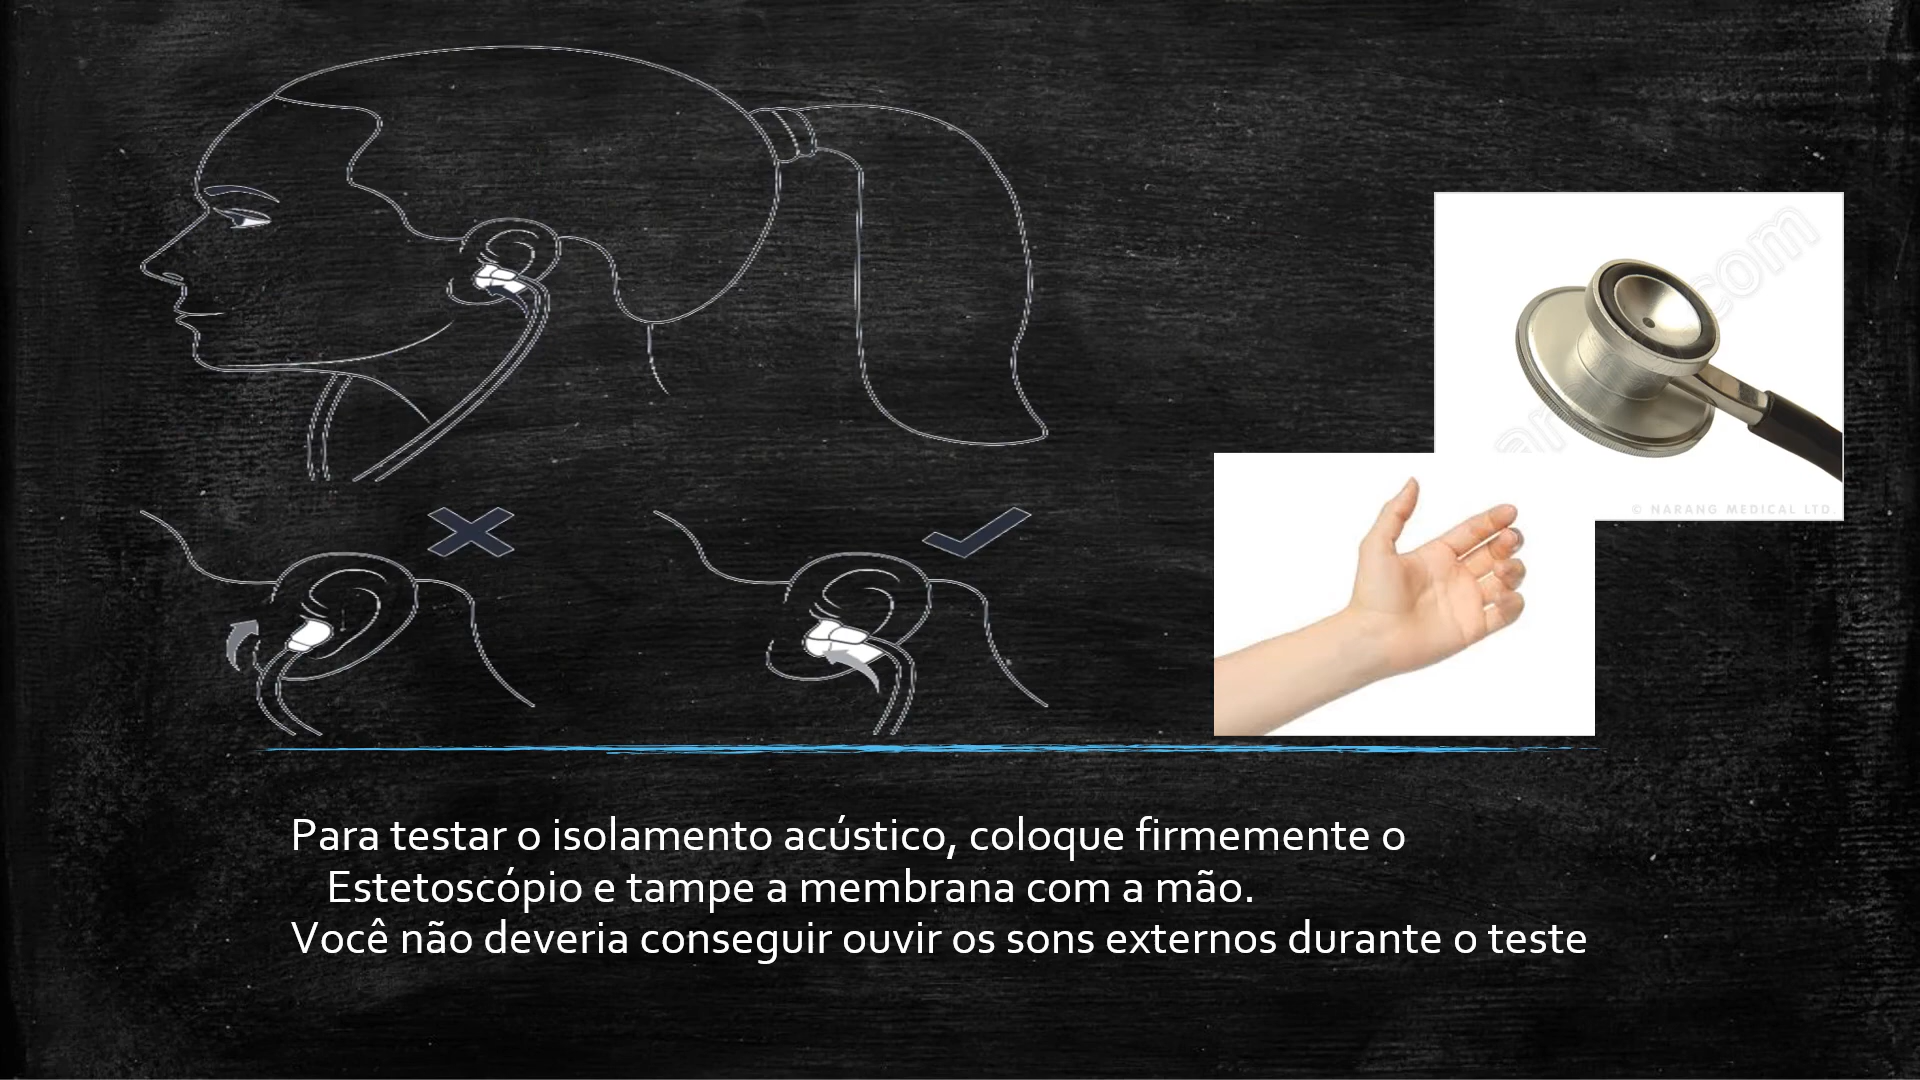 com
© NARANG MEDICAL LTD.
Para testar o isolamento acústico, coloque firmemente o
Estetoscópio e tampe a membrana com a mão.
Você não deveria conseguir ouvir os sons externos durante o teste